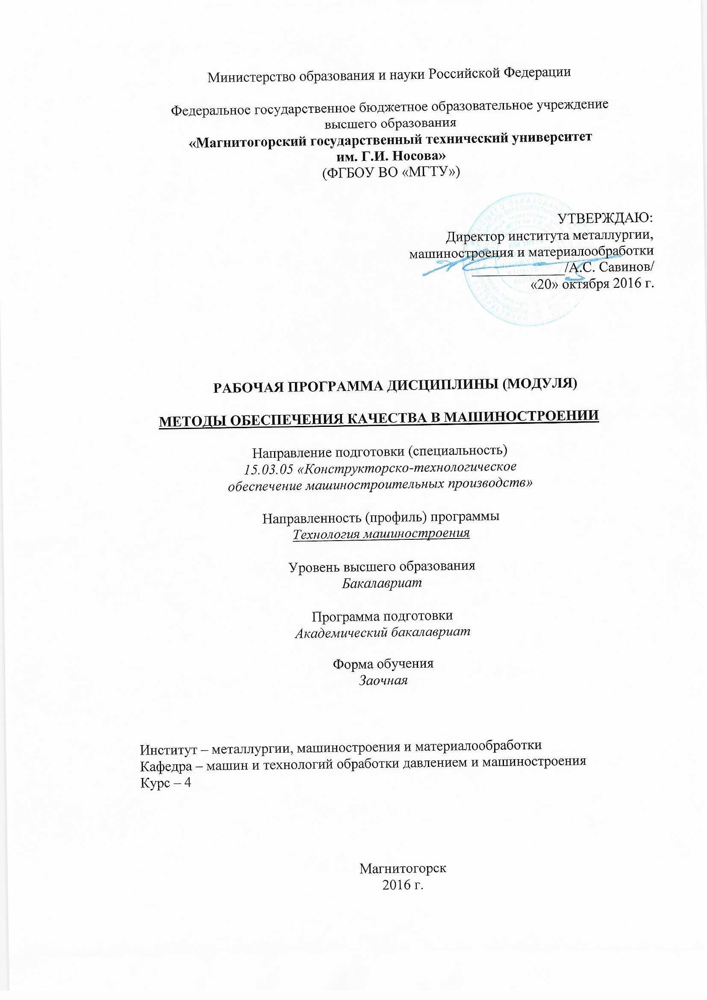 Министерство образования и науки Российской Федерации
Федеральное государственное бюджетное образовательное учреждение
высшего образования
«Магнитогорский государственный технический университет
им. Г.И. Носова»
(ФГБОУ ВО «МГТУ»)
УТВЕРЖДАЮ:
Директор института металлургии,
машиностроения и материалообработки
/А.С. Савинов/
«20» октября 2016 г.
РАБОЧАЯ ПРОГРАММА ДИСЦИПЛИНЫ (МОДУЛЯ)
МЕТОДЫ ОБЕСПЕЧЕНИЯ КАЧЕСТВА В МАШИНОСТРОЕНИИ
Направление подготовки (специальность)
15.03.05 «Конструкторско-технологическое
обеспечение машиностроительных производств»
Направленность (профиль) программы
Технология машиностроения
Уровень высшего образования
Бакалавриат
Программа подготовки
Академический бакалавриат
Форма обучения
Заочная
Институт – металлургии, машиностроения и материалообработки
Кафедра – машин и технологий обработки давлением и машиностроения
Курс – 4
Магнитогорск
2016 г.